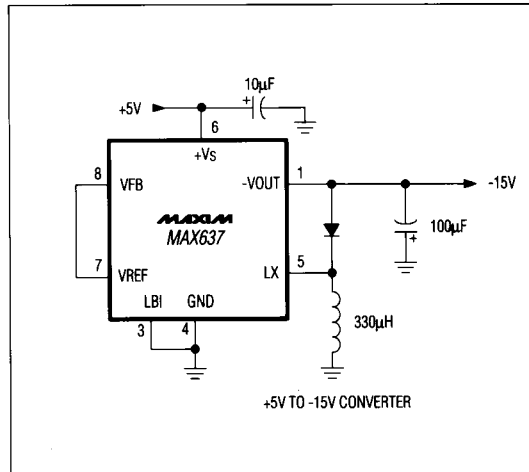 10µF
+5V
6
+VS
8
VFB
-VOUT
1
-15V
MAXIM
MAX637
100µF
+
7
VREF
LX
5
LBI
GND
3
4
330µH
+5V TO -15V CONVERTER